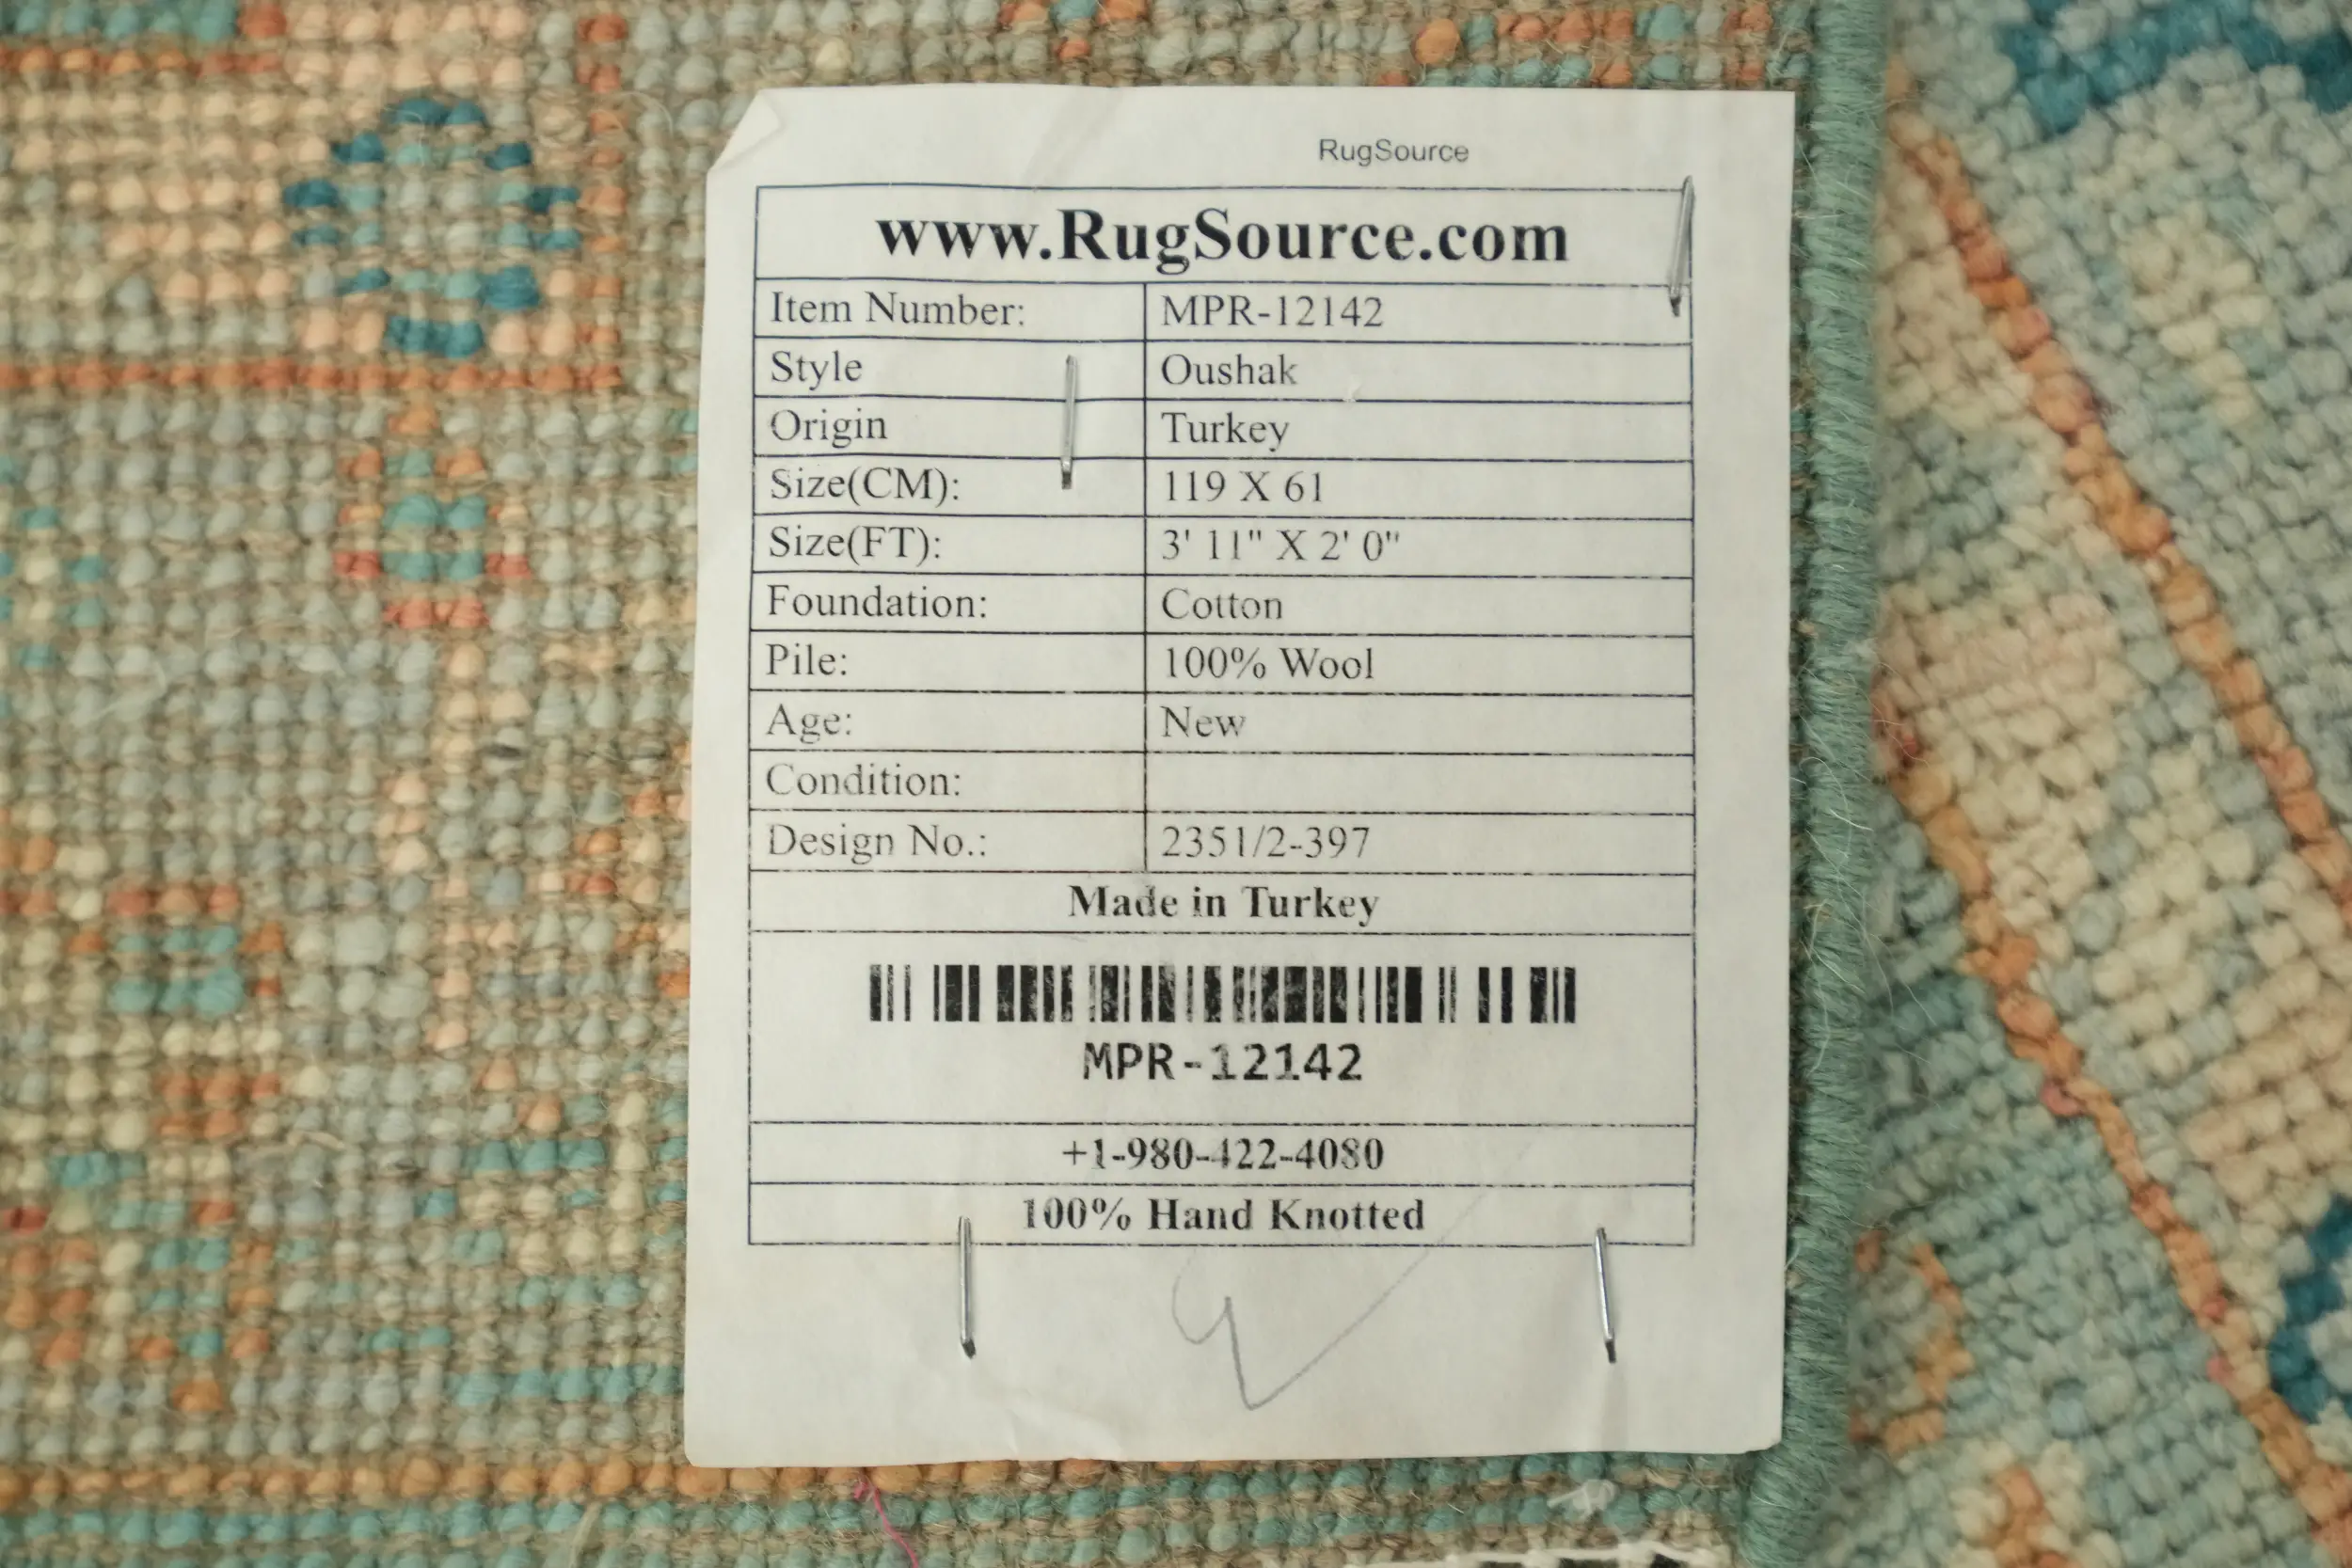 RugSource
www.RugSource.com
Item Number: MPR-12142
Style Oushak
Origin Turkey
Size(CM): 119 X 61
Size(FT): 3' 11" X 2' 0"
Foundation: Cotton
Pile: 100% Wool
Age: New
Condition:
Design No.: 2351/2-397
Made in Turkey
MPR-12142
+1-980-422-4080
100% Hand Knotted